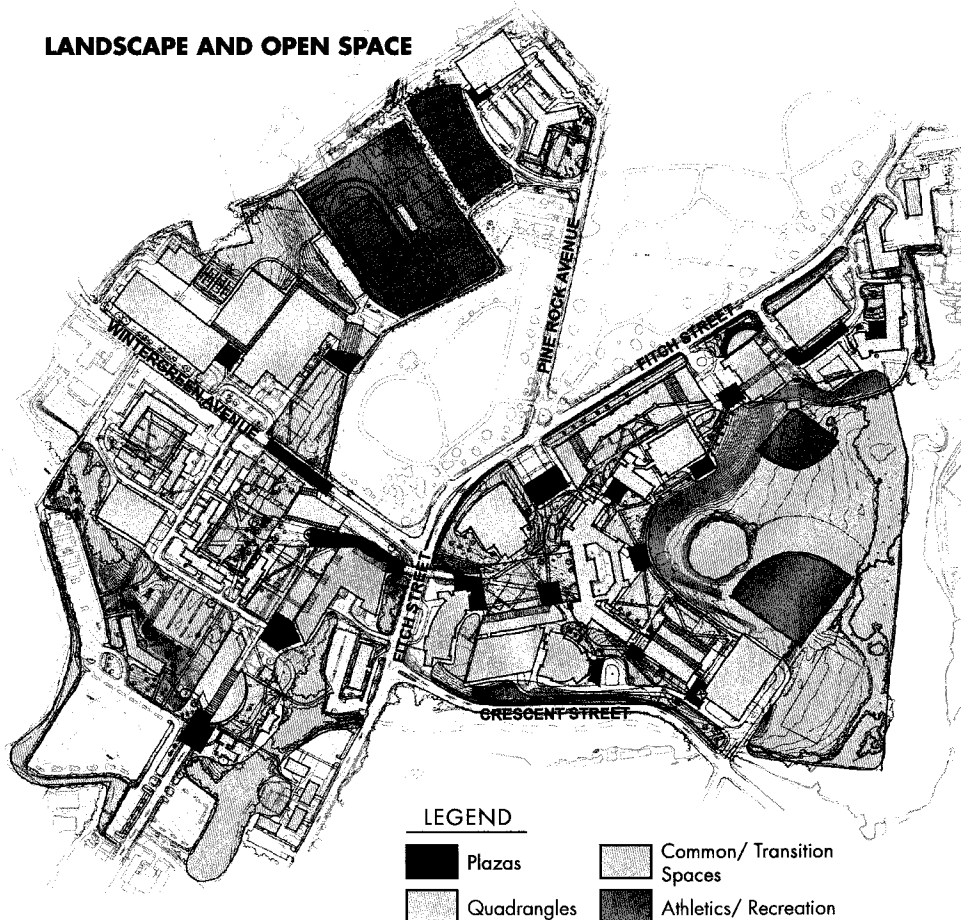 LANDSCAPE AND OPEN SPACE
PINE ROCK AVENUE
FITCH STREET
WINTERGREEN AVENUE
FITCH STREET
CRESCENT STREET
LEGEND
Plazas
Common/ Transition
Spaces
Quadrangles
Athletics/ Recreation